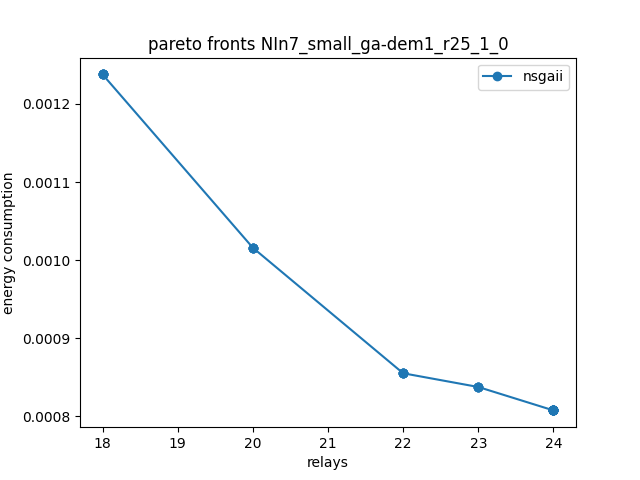 pareto fronts NIn7_small_ga-dem1_r25_1_0
nsgaii
energy consumption
0.0012
0.0011
0.0010
0.0009
0.0008
18 19 20 21 22 23 24
relays